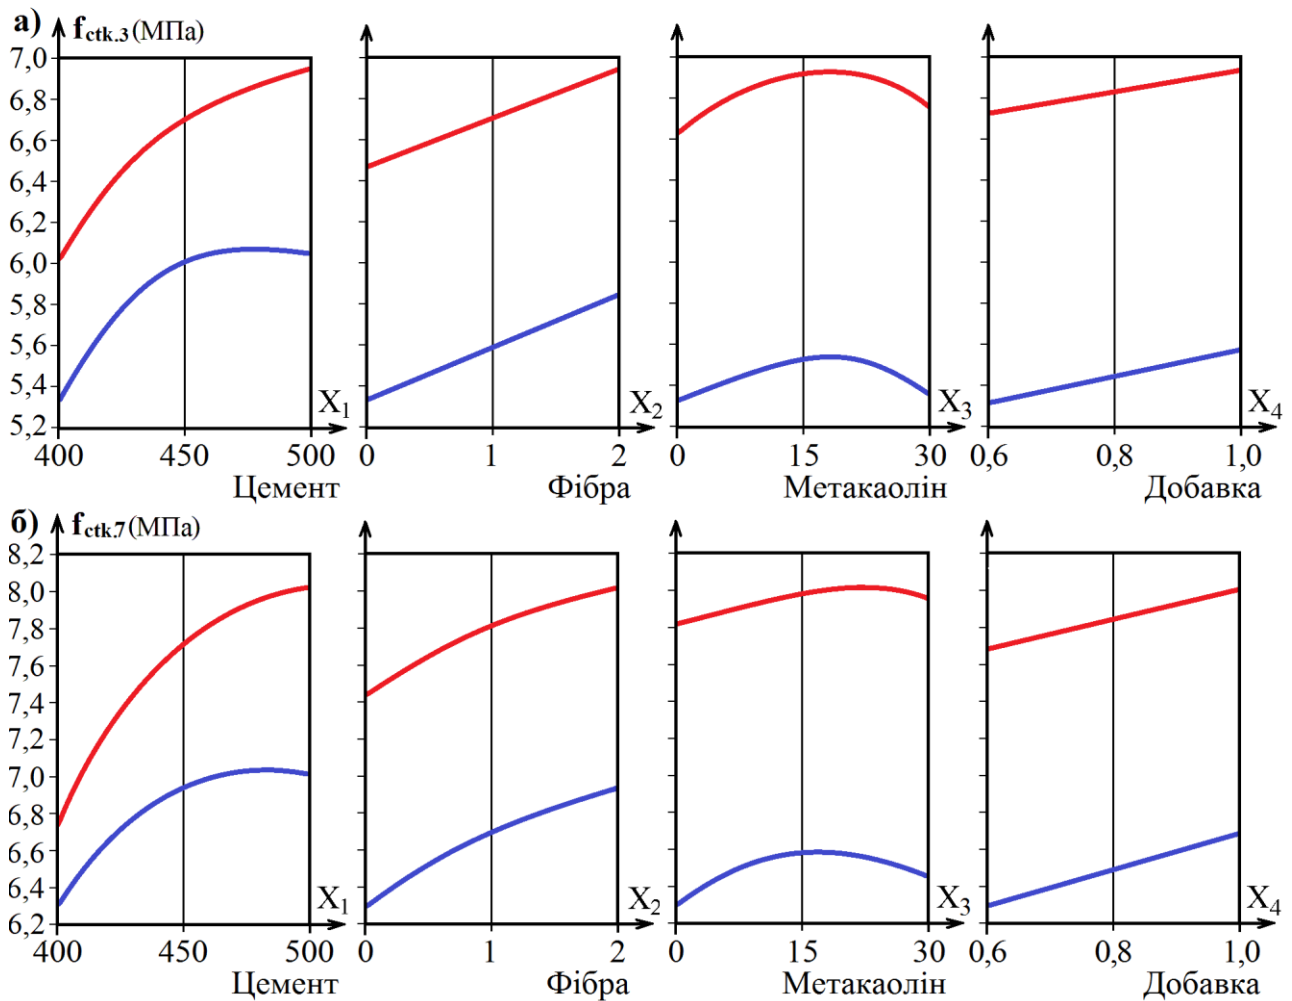 а) fctk.3 (МПа)
7,0
6,8
6,6
6,4
6,2
6,0
5,8
5,6
5,4
5,2
X1 X2 X3 X4
400 450 500 0 1 2 0 15 30 0,6 0,8 1,0
Цемент Фібра Метакаолін Добавка
б) fctk.7 (МПа)
8,2
8,0
7,8
7,6
7,4
7,2
7,0
6,8
6,6
6,4
6,2
X1 X2 X3 X4
400 450 500 0 1 2 0 15 30 0,6 0,8 1,0
Цемент Фібра Метакаолін Добавка